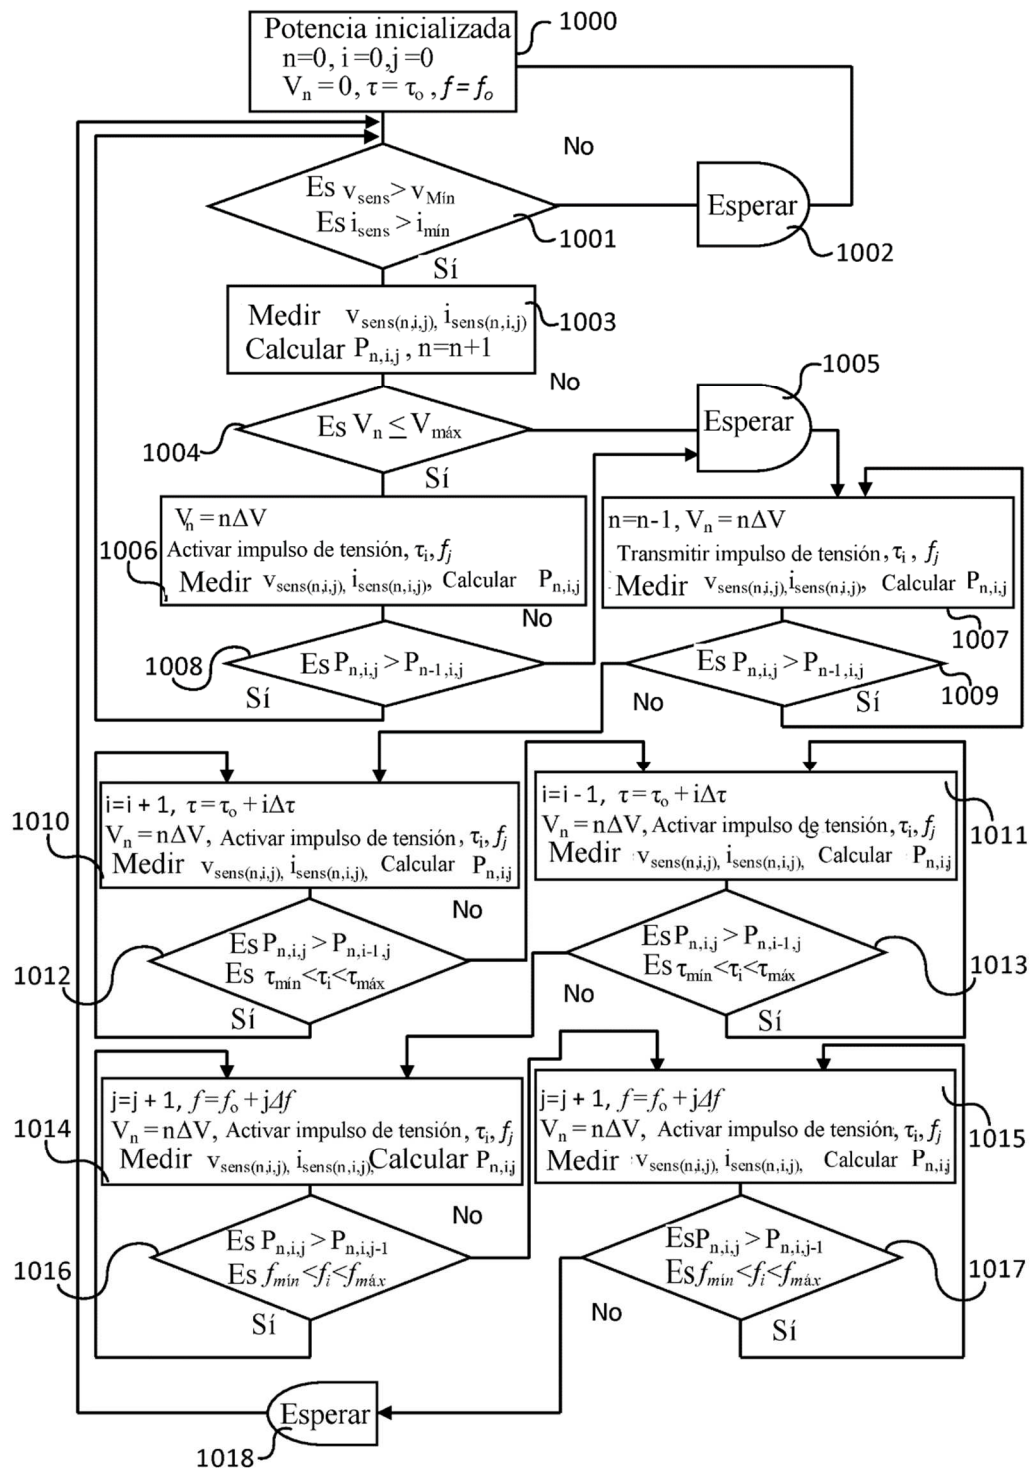 Potencia inicializada
n=0, i=0,j=0
Vn = 0, τ = τo , f = fo
1000
No
Es vsens> vMín
Es isens > imín
1001
Esperar
1002
Sí
Medir vsens(n,i,j), isens(n,i,j)
Calcular Pn,i,j , n=n+1
1003
No
1005
Es Vn ≤ Vmáx
1004
Esperar
Sí
Vn = nΔV
Activar impulso de tensión, τi, fj
Medir vsens(n,i,j), isens(n,i,j), Calcular Pn,i,j
1006
n=n-1, Vn = nΔV
Transmitir impulso de tensión, τi , fj
Medir vsens(n,i,j), isens(n,i,j), Calcular Pn,i,j
1007
No
Es Pn,i,j > Pn-1,i,j
1008
Sí
Es Pn,i,j > Pn-1,i,j
1009
No
Sí
i=i + 1, τ = τo + iΔτ
Vn = nΔV, Activar impulso de tensión, τi, fj
Medir vsens(n,i,j), isens(n,i,j), Calcular Pn,i,j
1010
i=i - 1, τ = τo + iΔτ
Vn = nΔV, Activar impulso de tensión, τi, fj
Medir vsens(n,i,j), isens(n,i,j), Calcular Pn,i,j
1011
No
Es Pn,i,j > Pn,i-1,j
Es τmín<τi<τmáx
1012
Sí
Es Pn,i,j > Pn,i-1,j
Es τmín<τi<τmáx
1013
No
Sí
j=j + 1, f = fo + jΔf
Vn = nΔV, Activar impulso de tensión, τi, fj
Medir vsens(n,i,j), isens(n,i,j), Calcular Pn,i,j
1014
j=j + 1, f = fo + jΔf
Vn = nΔV, Activar impulso de tensión, τi, fj
Medir vsens(n,i,j), isens(n,i,j), Calcular Pn,i,j
1015
No
Es Pn,i,j > Pn,i,j-1
Es fmín <fi<fmáx
1016
Sí
EsPn,i,j > Pn,i,j-1
Es fmín <fi<fmáx
1017
No
Sí
Esperar
1018